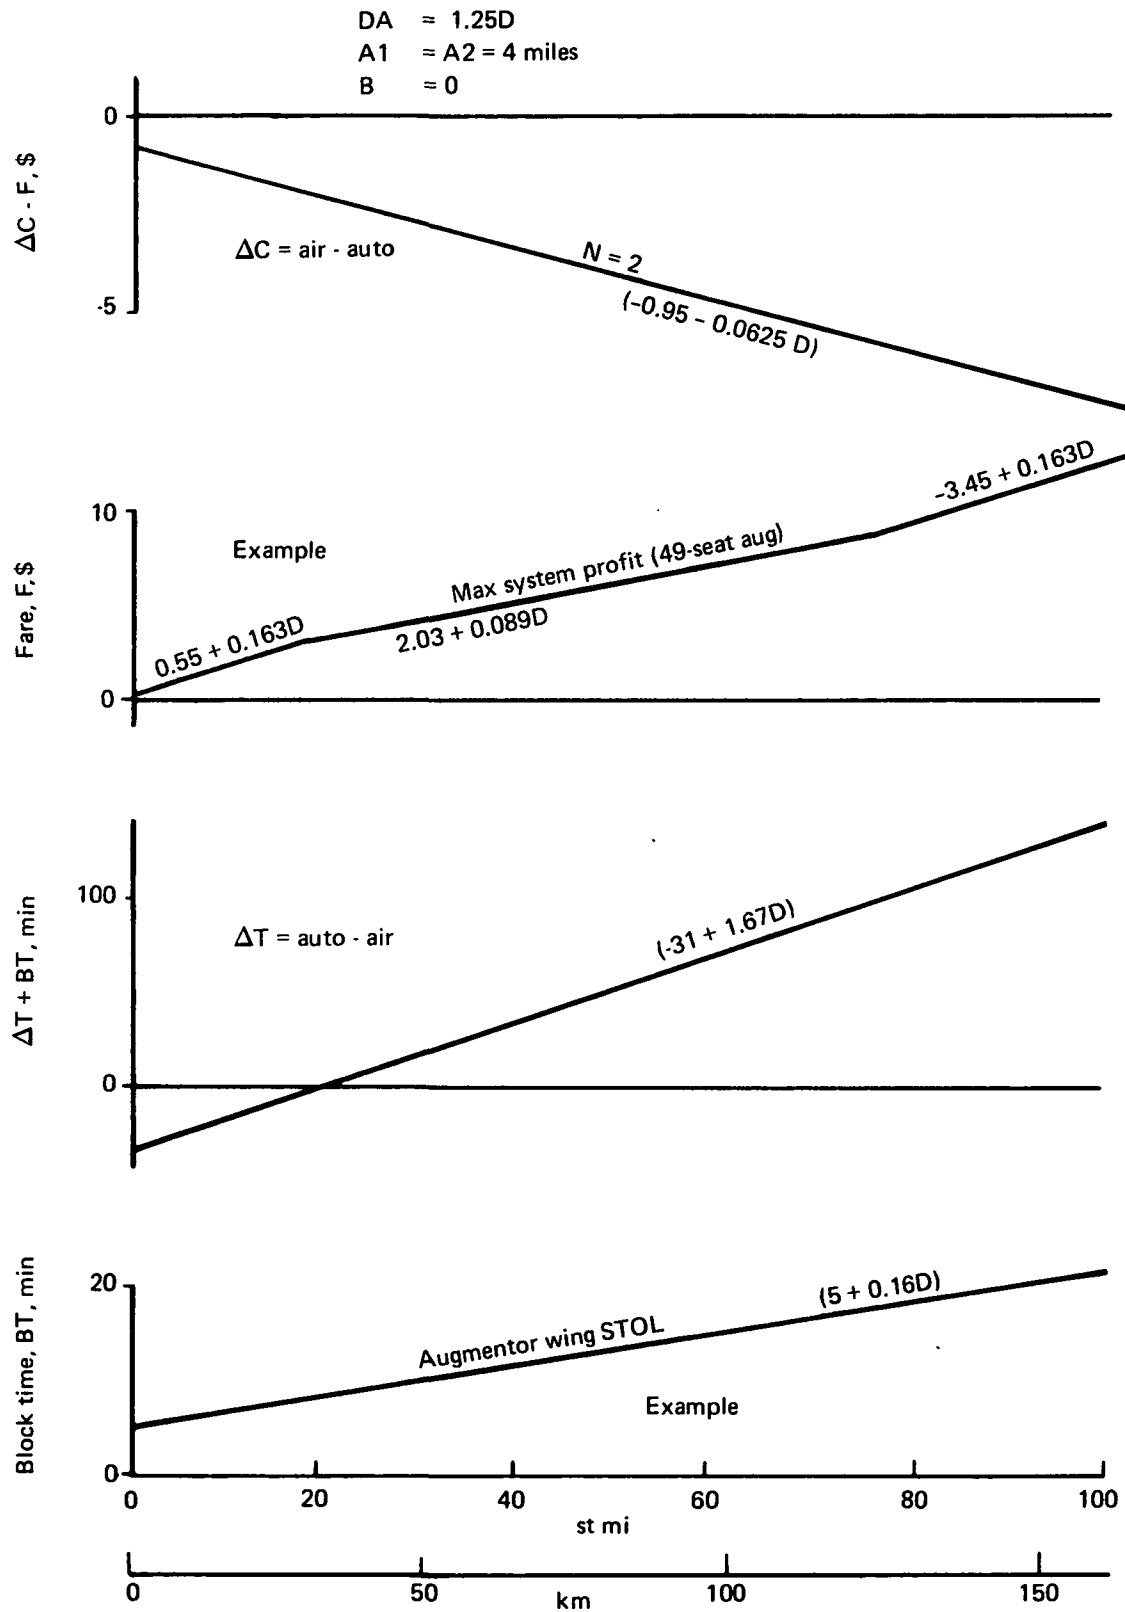 DA = 1.25D
A1 = A2 = 4 miles
B = 0
0
ΔC - F, $
ΔC = air - auto
N = 2
-5
(-0.95 - 0.0625 D)
-3.45 + 0.163D
10
Example
Max system profit (49-seat aug)
Fare, F, $
0.55 + 0.163D
2.03 + 0.089D
0
100
(-31 + 1.67D)
ΔT = auto - air
ΔT + BT, min
0
20
(5 + 0.16D)
Augmentor wing STOL
Block time, BT, min
Example
0
0 20 40 60 80 100
st mi
0 50 100 150
km